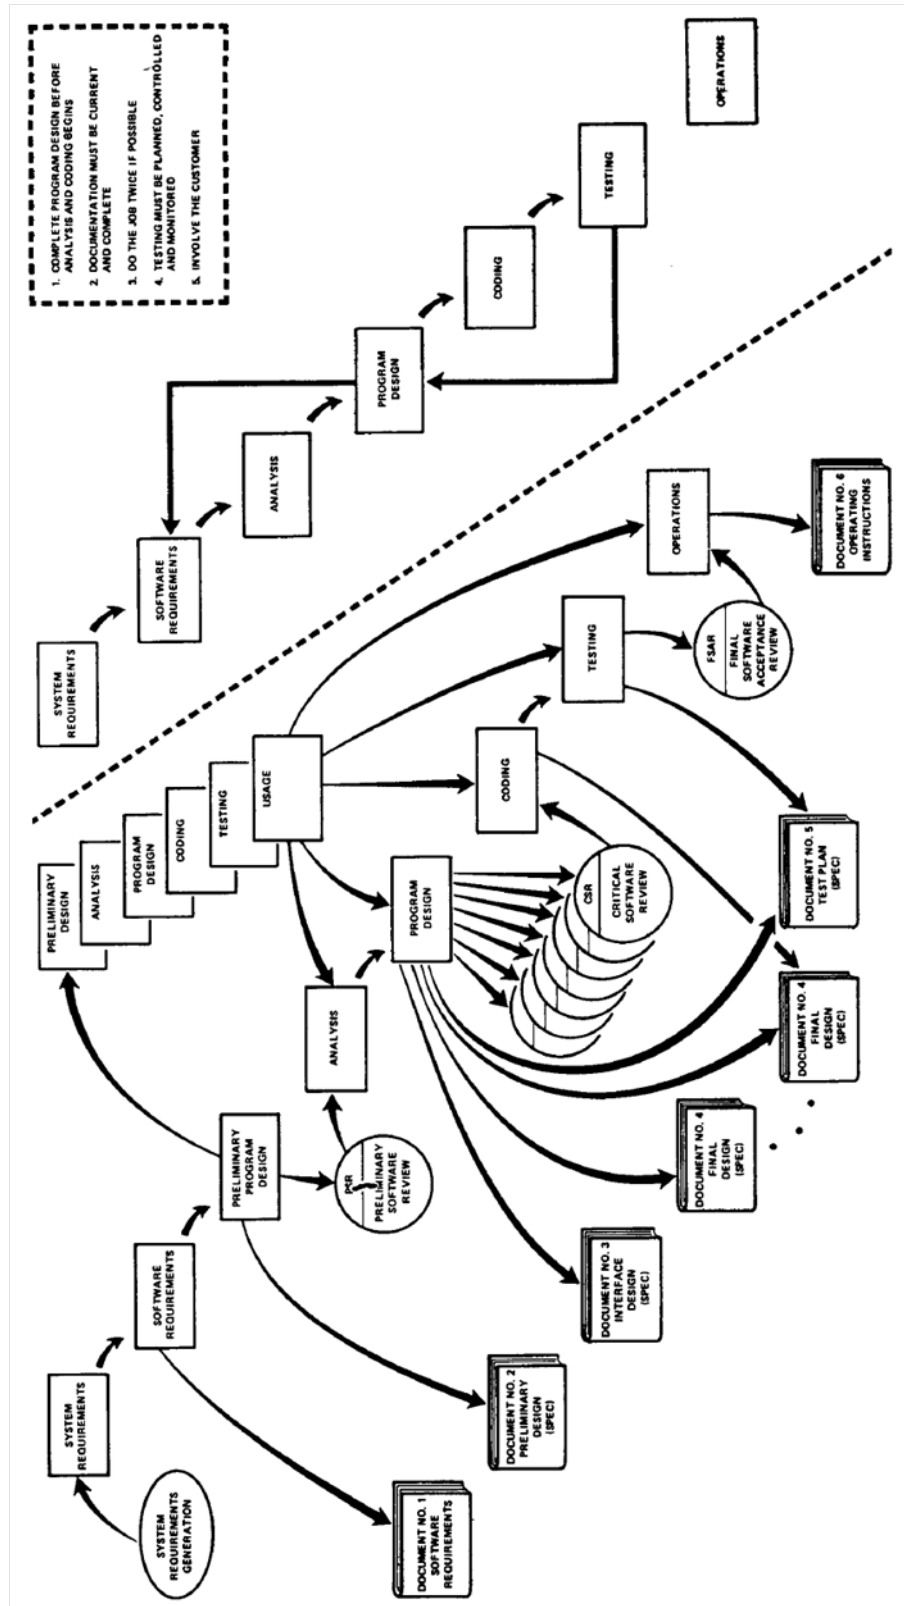 SYSTEM
REQUIREMENTS
GENERATION
SYSTEM
REQUIREMENTS
SOFTWARE
REQUIREMENTS
PRELIMINARY
PROGRAM
DESIGN
PSR
PRELIMINARY
SOFTWARE
REVIEW
PRELIMINARY
DESIGN
ANALYSIS
PROGRAM
DESIGN
CODING
TESTING
USAGE
ANALYSIS
PROGRAM
DESIGN
CSR
CRITICAL
SOFTWARE
REVIEW
CODING
TESTING
FSAR
FINAL
SOFTWARE
ACCEPTANCE
REVIEW
OPERATIONS
DOCUMENT NO. 1
SOFTWARE
REQUIREMENTS
DOCUMENT NO. 2
PRELIMINARY
DESIGN
(SPEC)
DOCUMENT NO. 3
INTERFACE
DESIGN
(SPEC)
DOCUMENT NO. 4
FINAL
DESIGN
(SPEC)
DOCUMENT NO. 4
FINAL
DESIGN
(SPEC)
DOCUMENT NO. 5
TEST PLAN
(SPEC)
DOCUMENT NO. 6
OPERATING
INSTRUCTIONS
SYSTEM
REQUIREMENTS
SOFTWARE
REQUIREMENTS
ANALYSIS
PROGRAM
DESIGN
CODING
TESTING
OPERATIONS
1. COMPLETE PROGRAM DESIGN BEFORE
ANALYSIS AND CODING BEGINS
2. DOCUMENTATION MUST BE CURRENT
AND COMPLETE
3. DO THE JOB TWICE IF POSSIBLE
4. TESTING MUST BE PLANNED, CONTROLLED
AND MONITORED
5. INVOLVE THE CUSTOMER